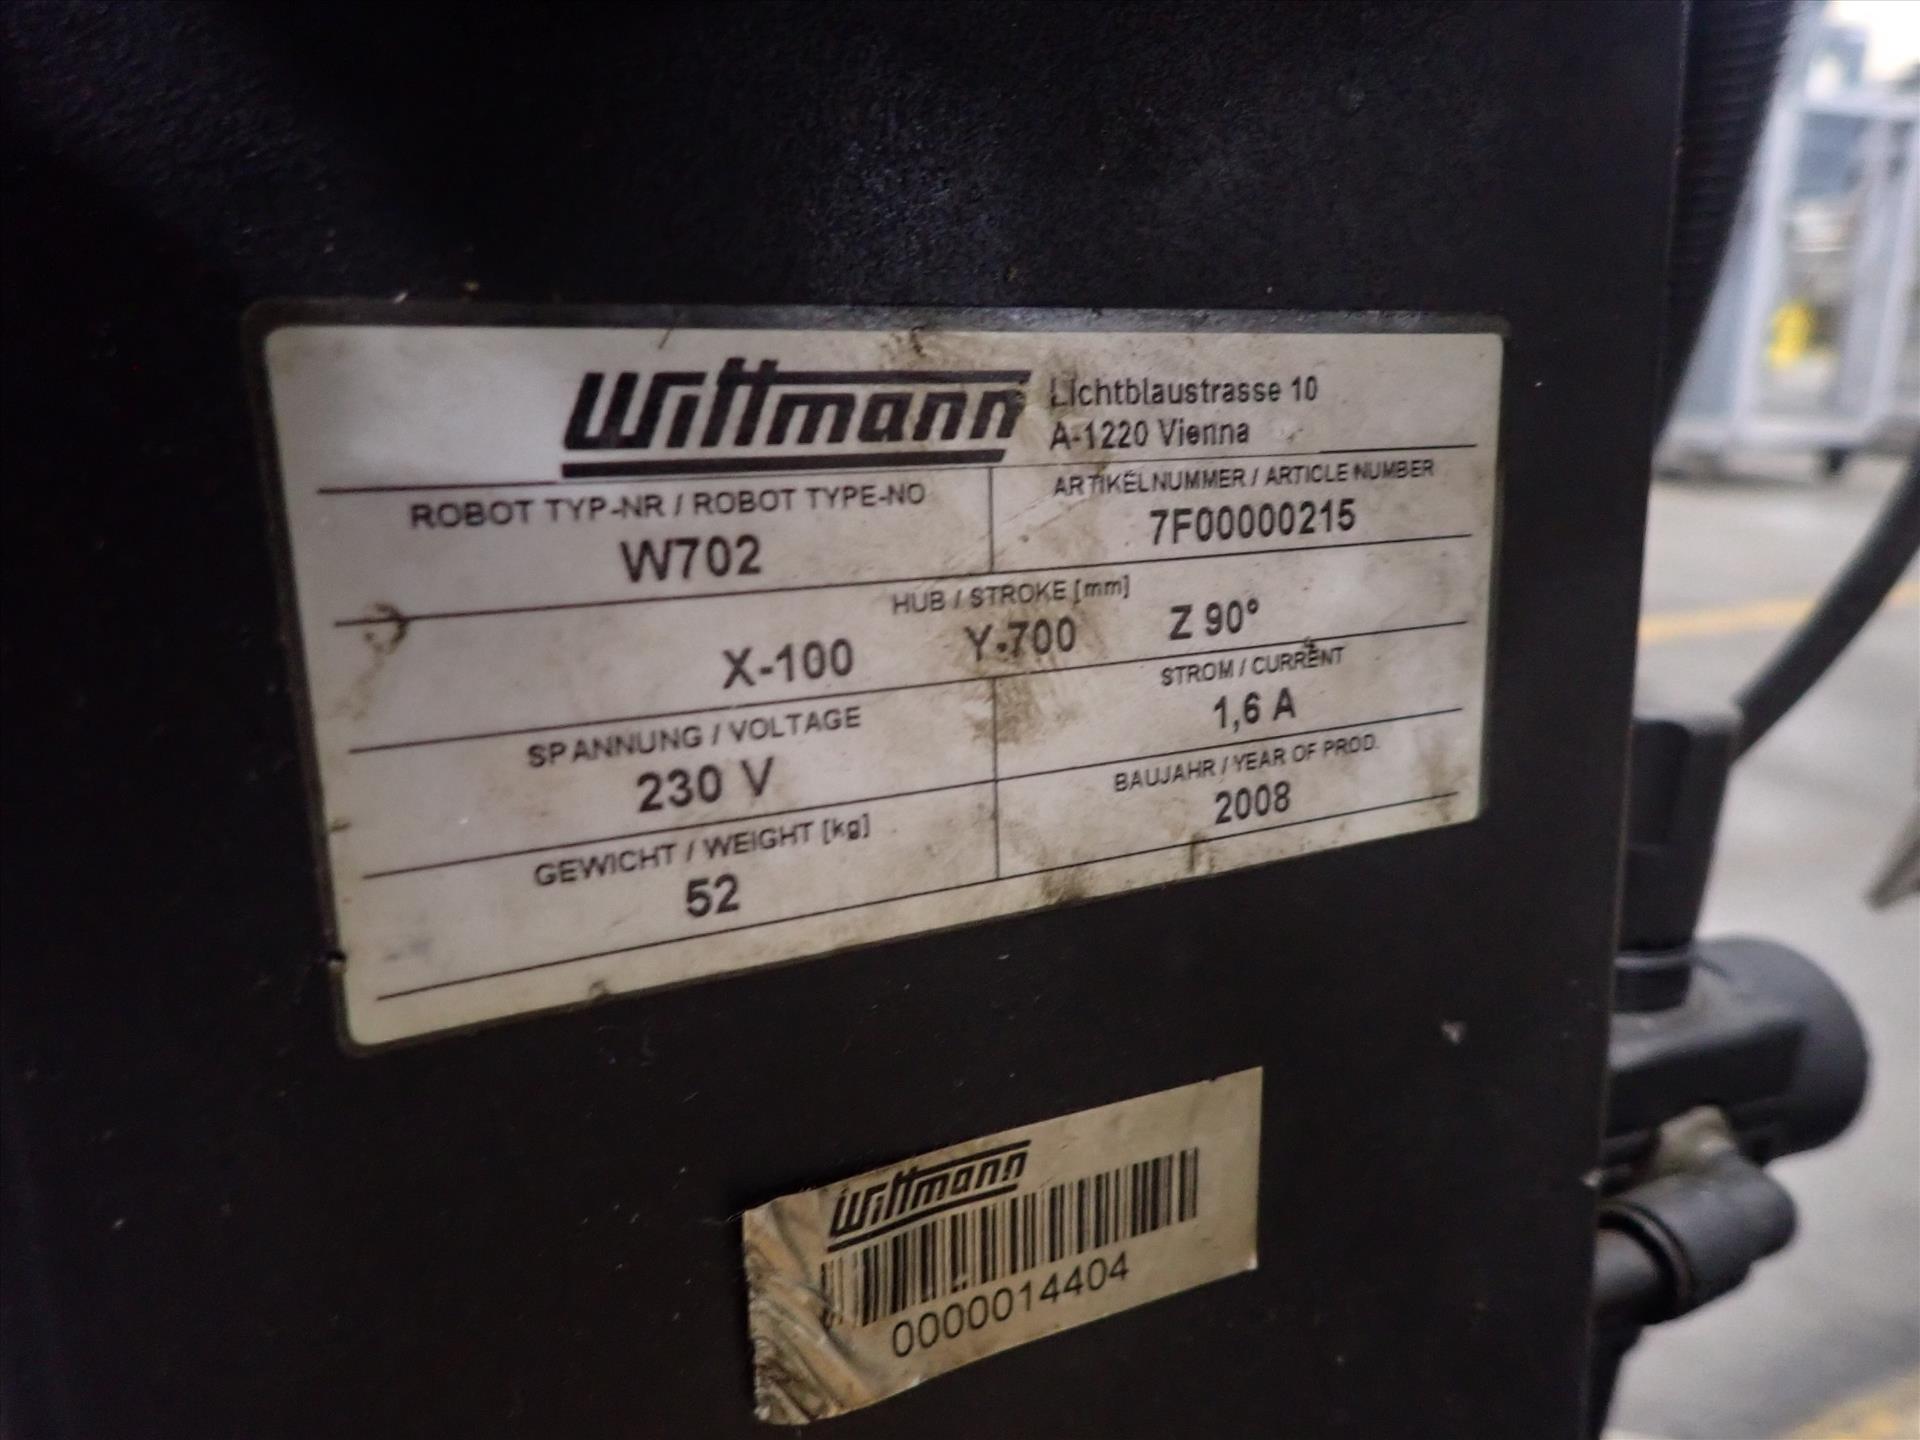 Wittmann
Lichtblaustrasse 10
A-1220 Vienna
ROBOT TYP-NR / ROBOT TYPE-NO
W702
ARTIKELNUMMER / ARTICLE NUMBER
7F00000215
HUB / STROKE [mm]
X-100 Y-700 Z 90°
SPANNUNG / VOLTAGE
230 V
STROM / CURRENT
1,6 A
GEWICHT / WEIGHT [kg]
52
BAUJAHR / YEAR OF PROD.
2008
Wittmann
0000014404